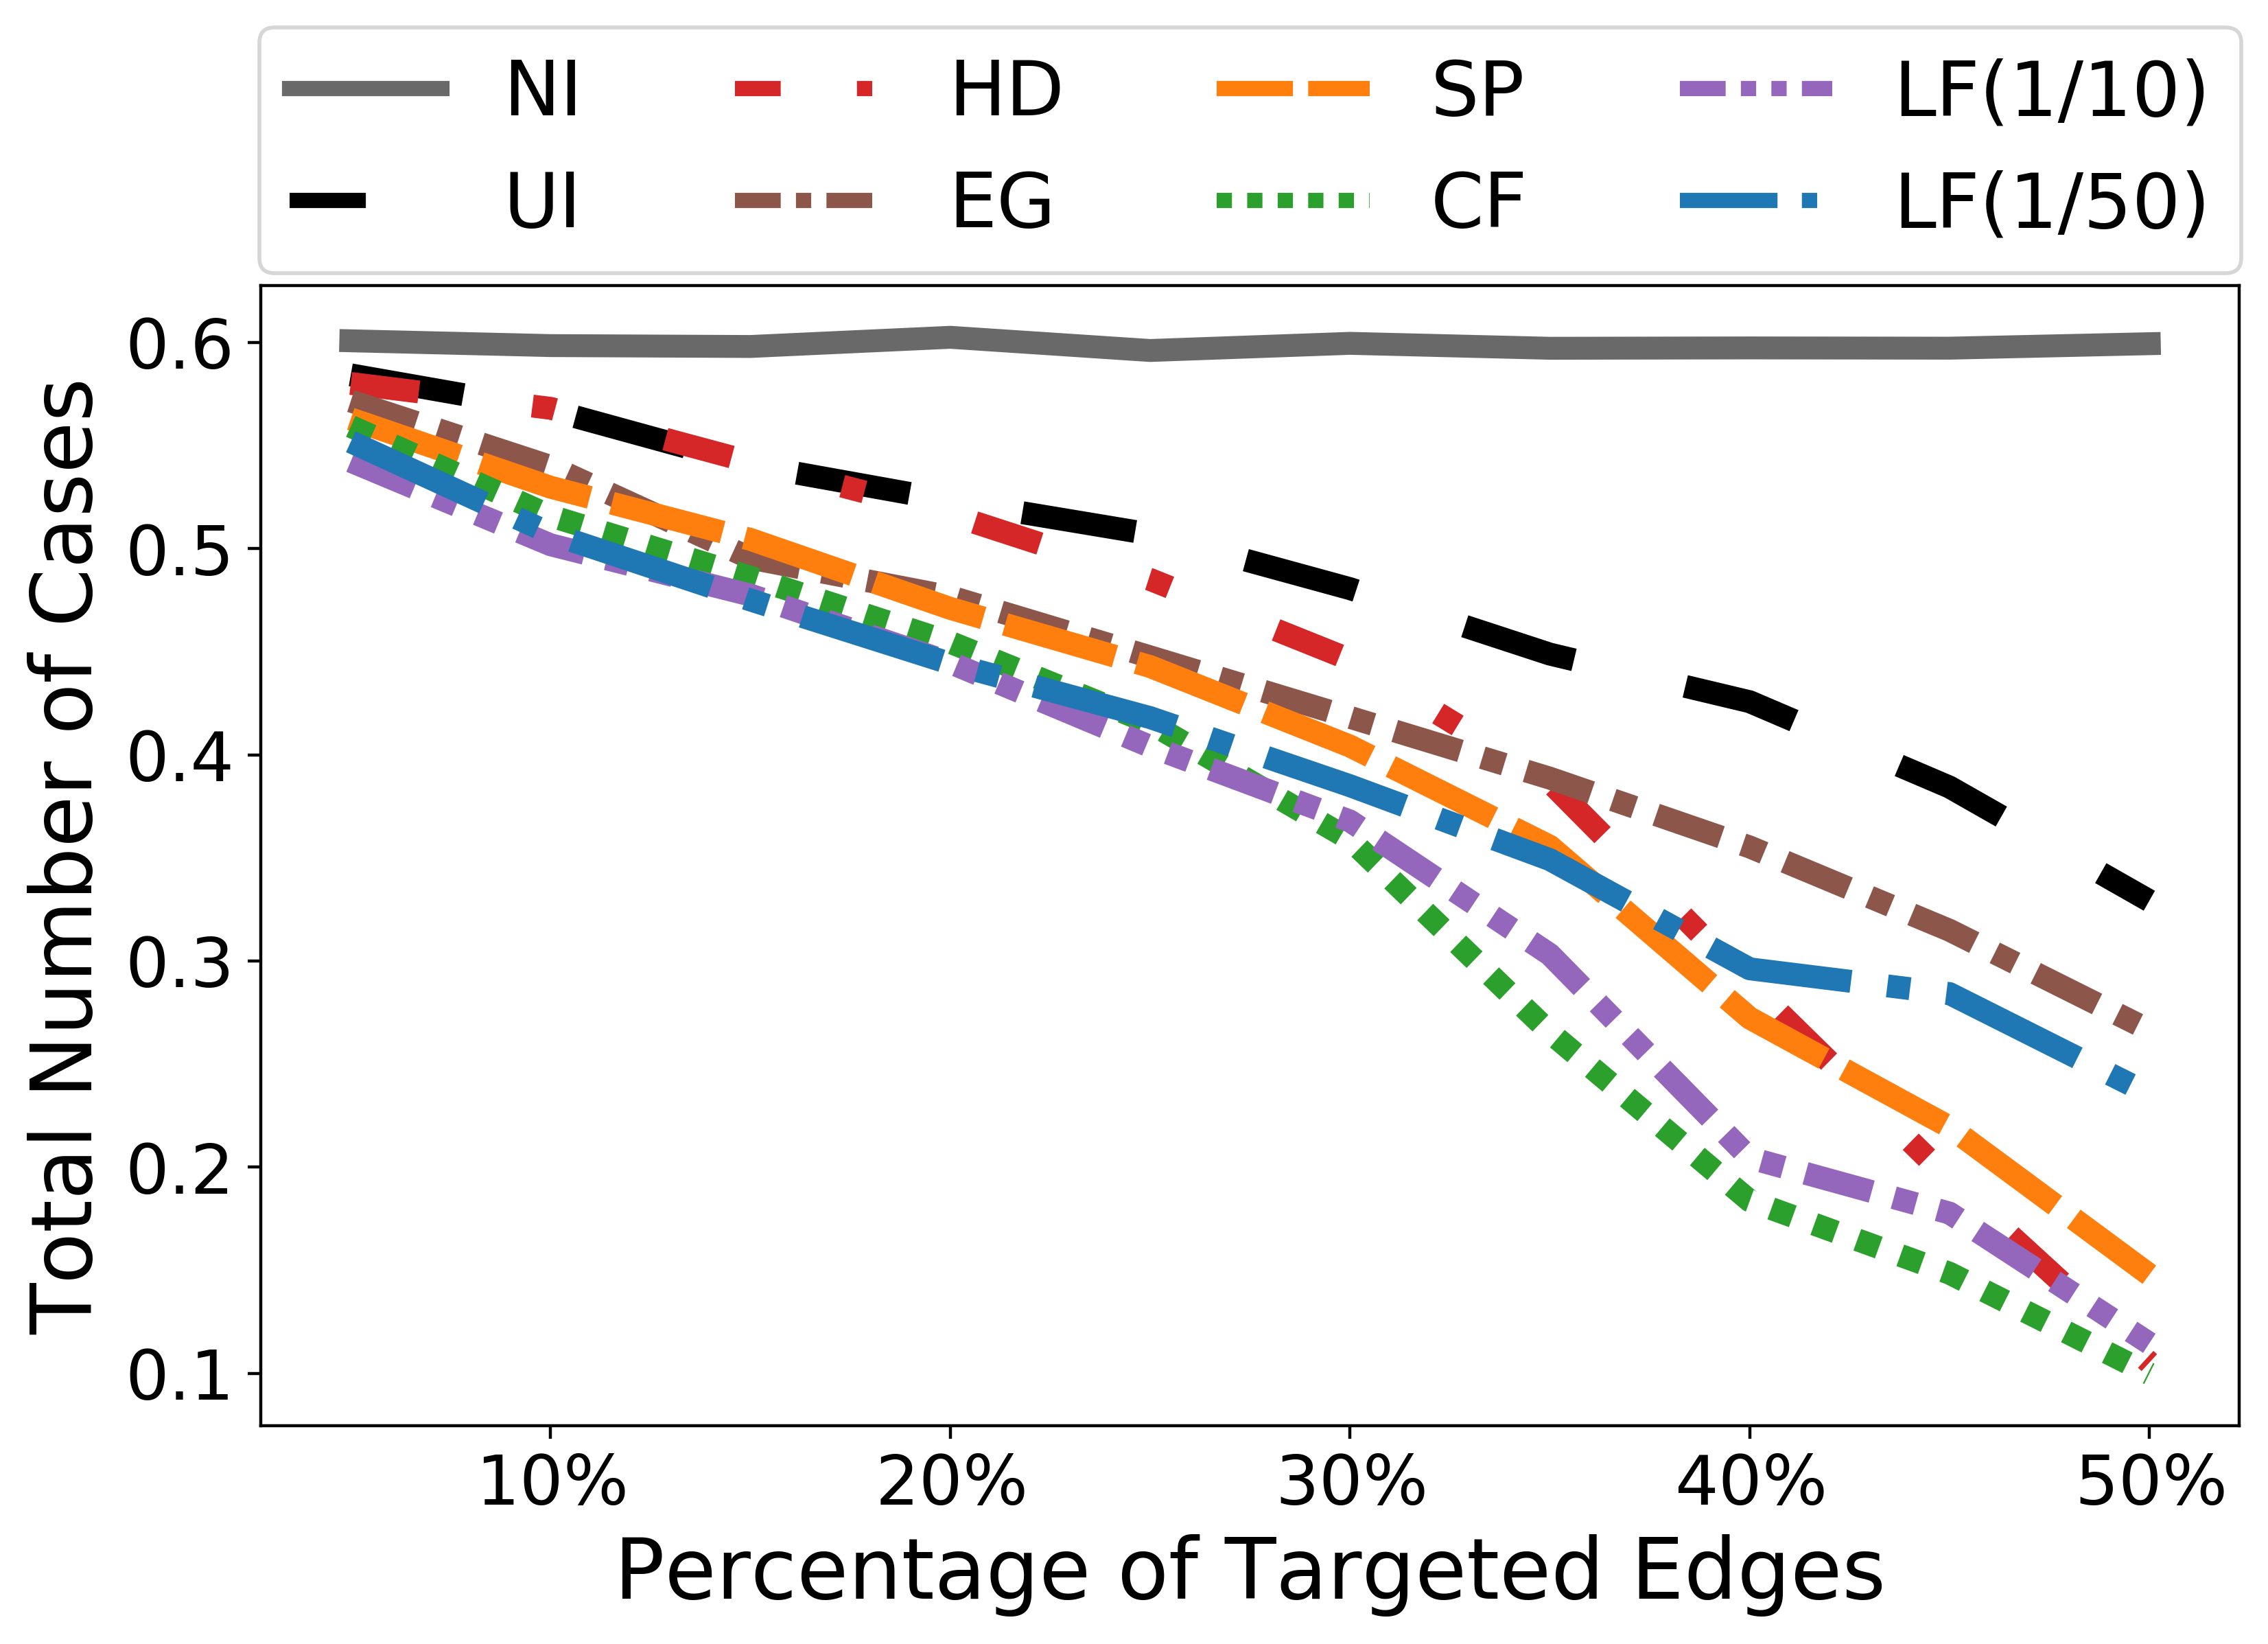 NI HD SP LF(1/10)
UI EG CF LF(1/50)
Total Number of Cases
0.6
0.5
0.4
0.3
0.2
0.1
10% 20% 30% 40% 50%
Percentage of Targeted Edges